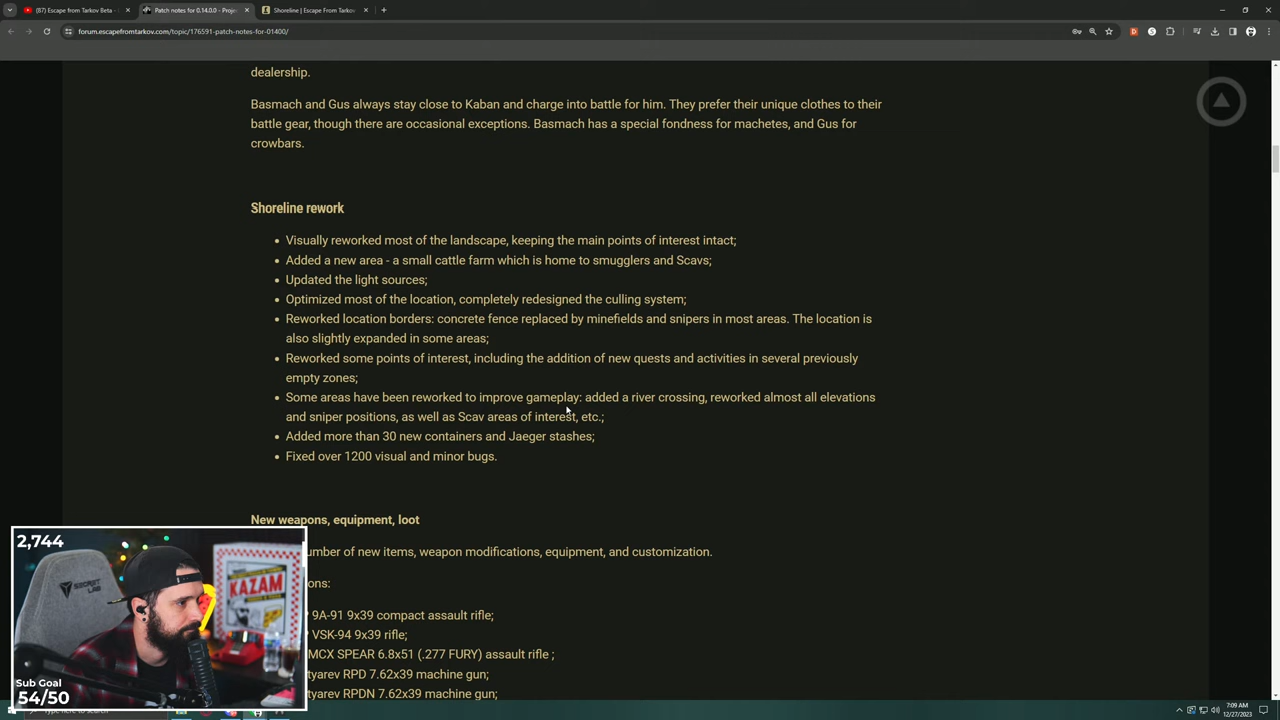 (87) Escape from Tarkov Beta -
Patch notes for 0.14.0.0 - Proje
Shoreline | Escape From Tarkov
forum.escapefromtarkov.com/topic/176591-patch-notes-for-01400/
dealership.
Basmach and Gus always stay close to Kaban and charge into battle for him. They prefer their unique clothes to their
battle gear, though there are occasional exceptions. Basmach has a special fondness for machetes, and Gus for
crowbars.
Shoreline rework
Visually reworked most of the landscape, keeping the main points of interest intact;
Added a new area - a small cattle farm which is home to smugglers and Scavs;
Updated the light sources;
Optimized most of the location, completely redesigned the culling system;
Reworked location borders: concrete fence replaced by minefields and snipers in most areas. The location is
also slightly expanded in some areas;
Reworked some points of interest, including the addition of new quests and activities in several previously
empty zones;
Some areas have been reworked to improve gameplay: added a river crossing, reworked almost all elevations
and sniper positions, as well as Scav areas of interest, etc.;
Added more than 30 new containers and Jaeger stashes;
Fixed over 1200 visual and minor bugs.
New weapons, equipment, loot
number of new items, weapon modifications, equipment, and customization.
ons:
9A-91 9x39 compact assault rifle;
VSK-94 9x39 rifle;
MCX SPEAR 6.8x51 (.277 FURY) assault rifle ;
tyarev RPD 7.62x39 machine gun;
tyarev RPDN 7.62x39 machine gun;
2,744
KAZAM
SECRETLAB
Sub Goal
54/50
Type here to search
7:09 AM
12/27/2023